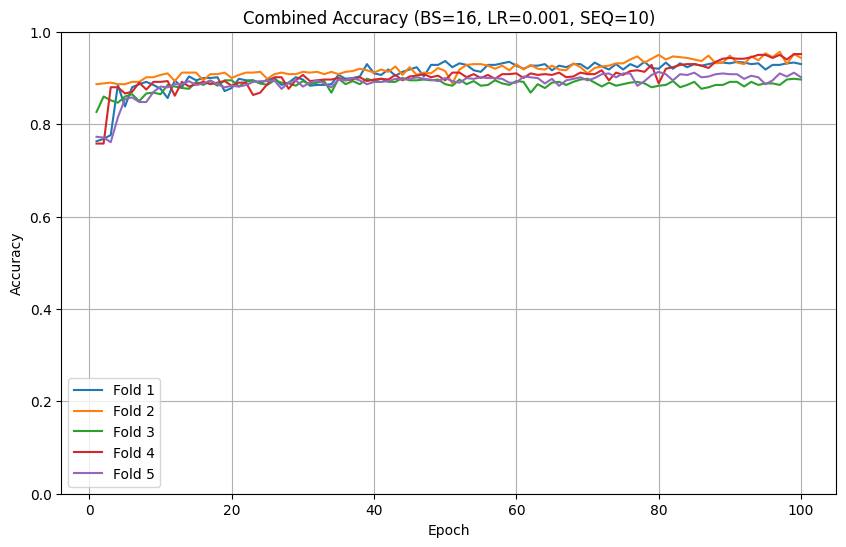 Combined Accuracy (BS=16, LR=0.001, SEQ=10)
1.0
0.8
0.6
0.4
0.2
0.0
Accuracy
Fold 1
Fold 2
Fold 3
Fold 4
Fold 5
0 20 40 60 80 100
Epoch